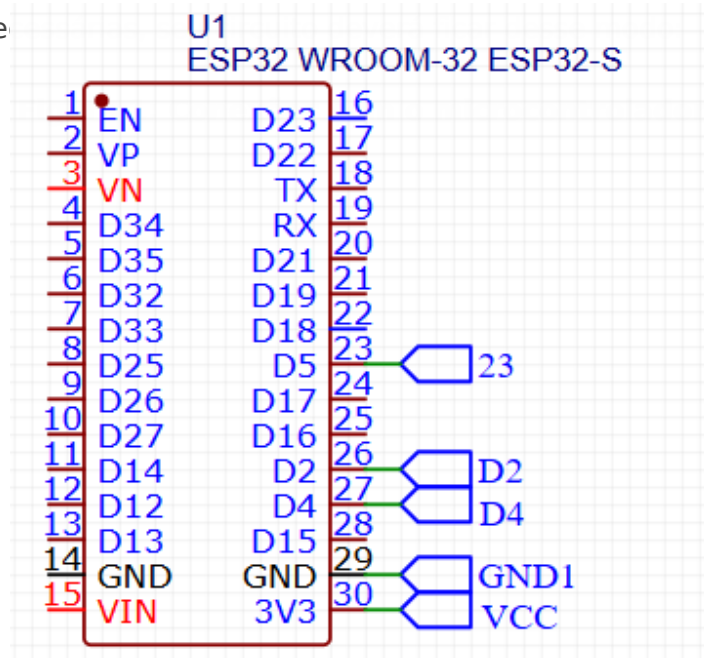 U1
ESP32 WROOM-32 ESP32-S
1 EN D23 16
2 VP D22 17
3 VN TX 18
4 D34 RX 19
5 D35 D21 20
6 D32 D19 21
7 D33 D18 22
8 D25 D5 23 23
9 D26 D17 24
10 D27 D16 25
11 D14 D2 26 D2
12 D12 D4 27 D4
13 D13 D15 28
14 GND GND 29 GND1
15 VIN 3V3 30 VCC